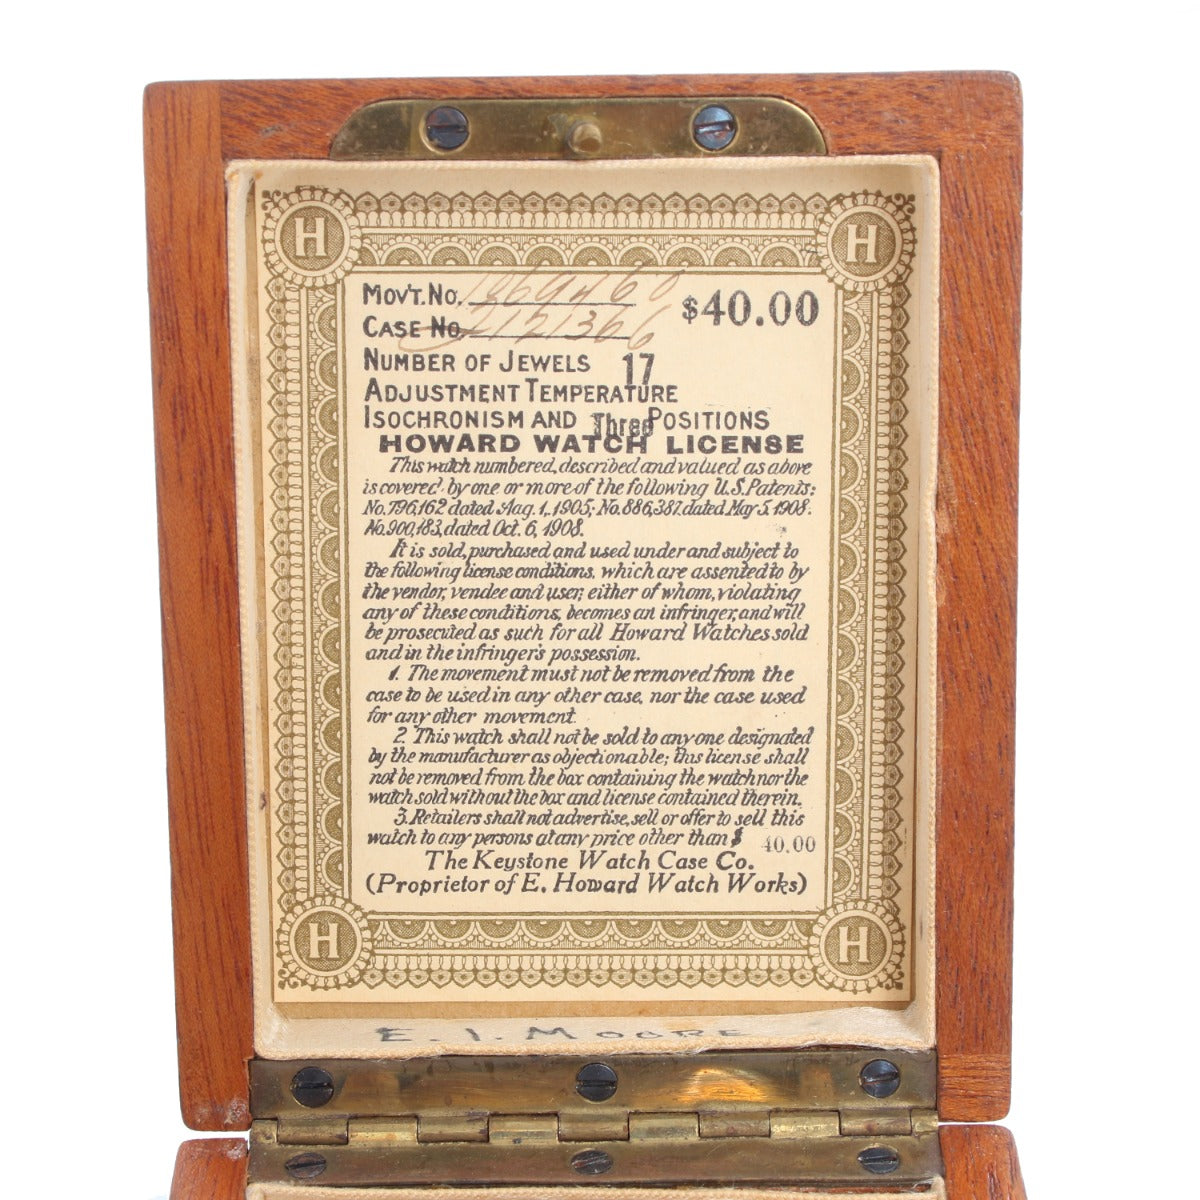 H H
MOV'T. NO. 1069460 $40.00
CASE NO. 2121366
NUMBER OF JEWELS 17
ADJUSTMENT TEMPERATURE
ISOCHRONISM AND Three POSITIONS
HOWARD WATCH LICENSE
This watch numbered, described and valued as above
is covered by one or more of the following U.S. Patents:
No. 796,162 dated Aug. 1, 1905; No. 886,387, dated May 5, 1908.
No. 900,183, dated Oct. 6, 1908.
It is sold, purchased and used under and subject to
the following license conditions, which are assented to by
the vendor, vendee and user; either of whom, violating
any of these conditions, becomes an infringer, and will
be prosecuted as such for all Howard Watches sold
and in the infringer's possession.
1. The movement must not be removed from the
case to be used in any other case, nor the case used
for any other movement.
2. This watch shall not be sold to any one designated
by the manufacturer as objectionable; this license shall
not be removed from the box containing the watch nor the
watch sold without the box and license contained therein.
3. Retailers shall not advertise, sell or offer to sell this
watch to any persons at any price other than $ 40.00
The Keystone Watch Case Co.
(Proprietor of E. Howard Watch Works)
H H
E. I. MOORE